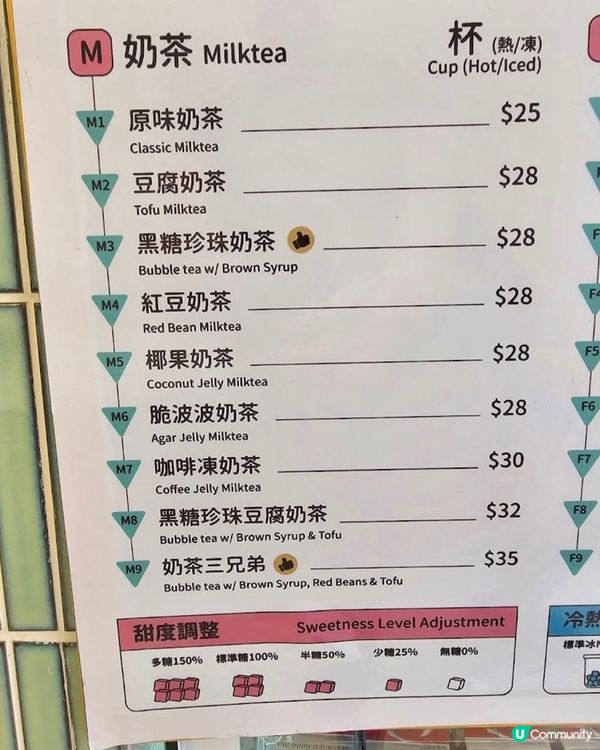 M 奶茶 Milktea 杯 (熱/凍)
Cup (Hot/Iced)
M1 原味奶茶 $25
Classic Milktea
M2 豆腐奶茶 $28
Tofu Milktea
M3 黑糖珍珠奶茶 $28
Bubble tea w/ Brown Syrup
M4 紅豆奶茶 $28
Red Bean Milktea
M5 椰果奶茶 $28
Coconut Jelly Milktea
M6 脆波波奶茶 $28
Agar Jelly Milktea
M7 咖啡凍奶茶 $30
Coffee Jelly Milktea
M8 黑糖珍珠豆腐奶茶 $32
Bubble tea w/ Brown Syrup & Tofu
M9 奶茶三兄弟 $35
Bubble tea w/ Brown Syrup, Red Beans & Tofu
F4
F5
F6
F7
F8
F9
甜度調整 Sweetness Level Adjustment
多糖150% 標準糖100% 半糖50% 少糖25% 無糖0%
冷熱
標準冰
U Community